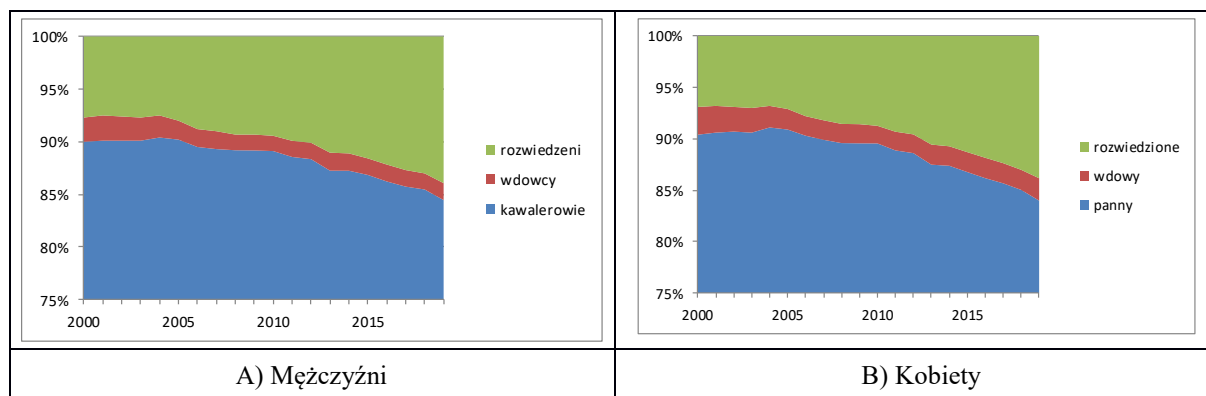 100%
95%
90%
85%
80%
75%
2000
2005
2010
2015
rozwiedzeni
wdowcy
kawalerowie
100%
95%
90%
85%
80%
75%
2000
2005
2010
2015
rozwiedzione
wdowy
panny
A) Mężczyźni
B) Kobiety